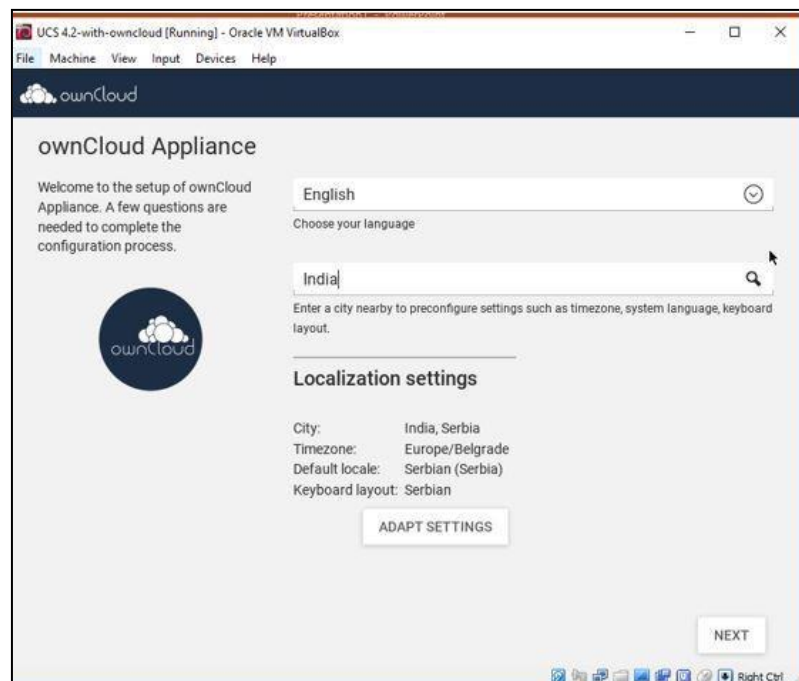 UCS 4.2-with-owncloud [Running] - Oracle VM VirtualBox
File Machine View Input Devices Help
ownCloud
ownCloud Appliance
Welcome to the setup of ownCloud
Appliance. A few questions are
needed to complete the
configuration process.
ownCloud
English
Choose your language
India
Enter a city nearby to preconfigure settings such as timezone, system language, keyboard
layout.
Localization settings
City: India, Serbia
Timezone: Europe/Belgrade
Default locale: Serbian (Serbia)
Keyboard layout: Serbian
ADAPT SETTINGS
NEXT
Right Ctrl